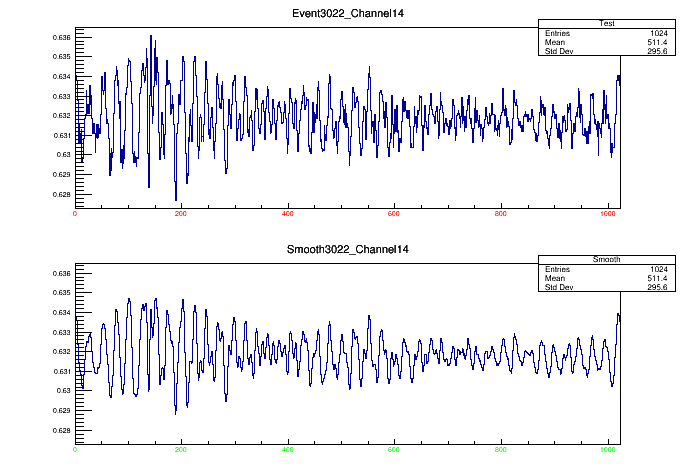 Event3022_Channel14
Test
Entries 1024
Mean 511.4
Std Dev 295.6
0.636
0.635
0.634
0.633
0.632
0.631
0.63
0.629
0.628
0 200 400 600 800 1000
Smooth3022_Channel14
Smooth
Entries 1024
Mean 511.4
Std Dev 295.6
0.636
0.635
0.634
0.633
0.632
0.631
0.63
0.629
0.628
0 200 400 600 800 1000